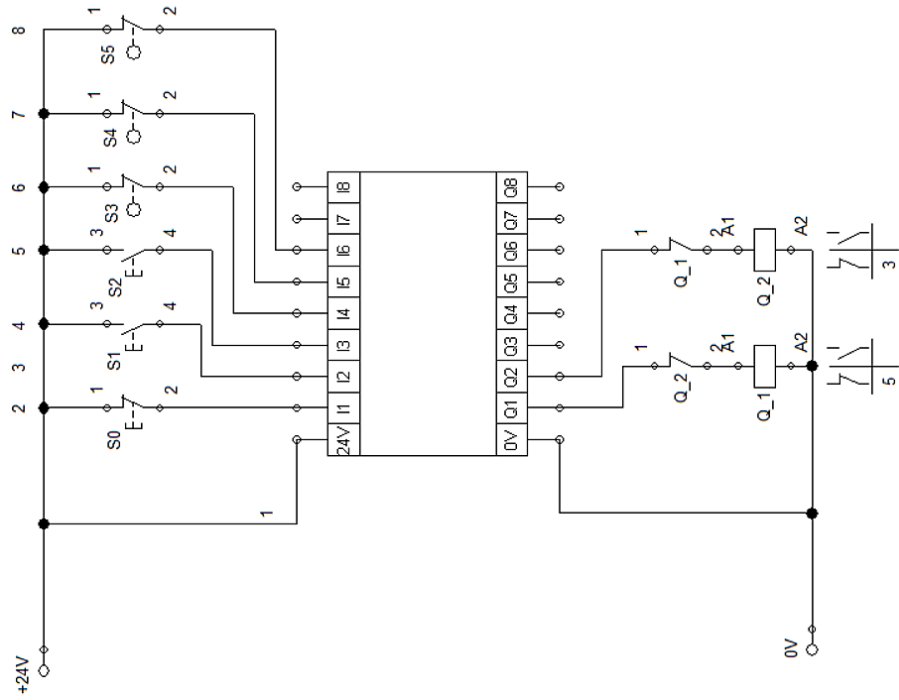 2 3 4 5 6 7 8
1 1 3 3 1 1 1
S0 S1 S2 S3 S4 S5
2 4 4 2 2 2
+24V
1
24V I1 I2 I3 I4 I5 I6 I7 I8
0V Q1 Q2 Q3 Q4 Q5 Q6 Q7 Q8
1 1
Q_2 Q_1
2 2
A1 A1
Q_1 Q_2
A2 A2
0V
5 3